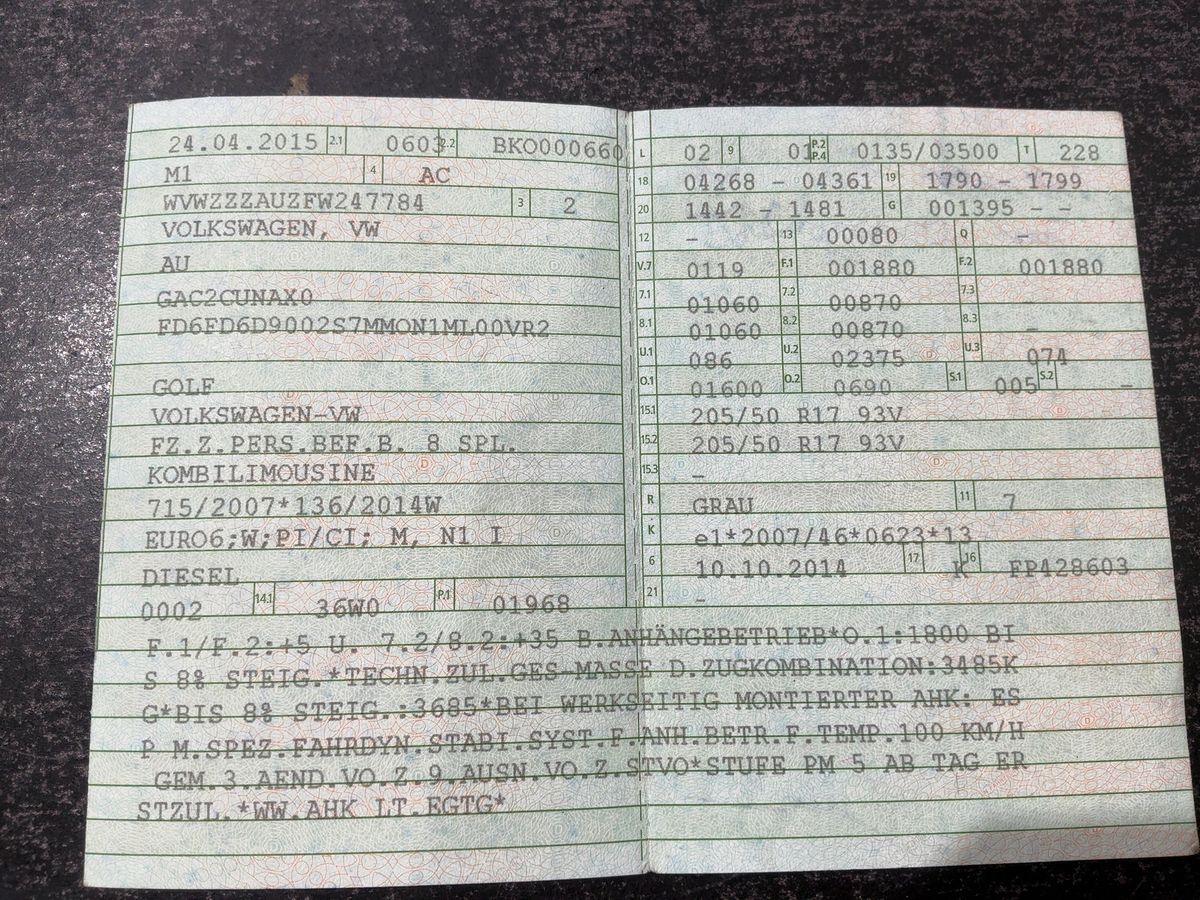 24.04.2015 2.1 0603 2.2 BKO000660
M1 4 AC
WVWZZZAUZFW247784 3 2
VOLKSWAGEN, VW
AU
GAC2CUNAX0
FD6FD6D9002S7MMON1ML00VR2
GOLF
VOLKSWAGEN-VW
FZ.Z.PERS.BEF.B. 8 SPL.
KOMBILIMOUSINE
715/2007*136/2014W
EURO6;W;PI/CI; M, N1 I
DIESEL
0002 14.1 36W0 P.1 01968
L 02 9 01 P.2 P.4 0135/03500 T 228
18 04268 - 04361 19 1790 - 1799
20 1442 - 1481 G 001395 - -
12 - 13 00080 Q -
V.7 0119 F.1 001880 F.2 001880
7.1 01060 7.2 00870 7.3 -
8.1 01060 8.2 00870 8.3 -
U.1 086 U.2 02375 U.3 074
O.1 01600 O.2 0690 S.1 005 S.2 -
15.1 205/50 R17 93V
15.2 205/50 R17 93V
15.3 -
R GRAU 11 7
K e1*2007/46*0623*13
6 10.10.2014 17 K 16 FP428603
21 -
F.1/F.2:+5 U. 7.2/8.2:+35 B.ANHÄNGEBETRIEB*O.1:1800 BI
S 8% STEIG.*TECHN.ZUL.GES-MASSE D.ZUGKOMBINATION:3485K
G*BIS 8% STEIG.:3685*BEI WERKSEITIG MONTIERTER AHK: ES
P M.SPEZ.FAHRDYN.STABI.SYST.F.ANH.BETR.F.TEMP.100 KM/H
GEM.3.AEND.VO.Z.9.AUSN.VO.Z.STVO*STUFE PM 5 AB TAG ER
STZUL.*WW.AHK LT.EGTG*